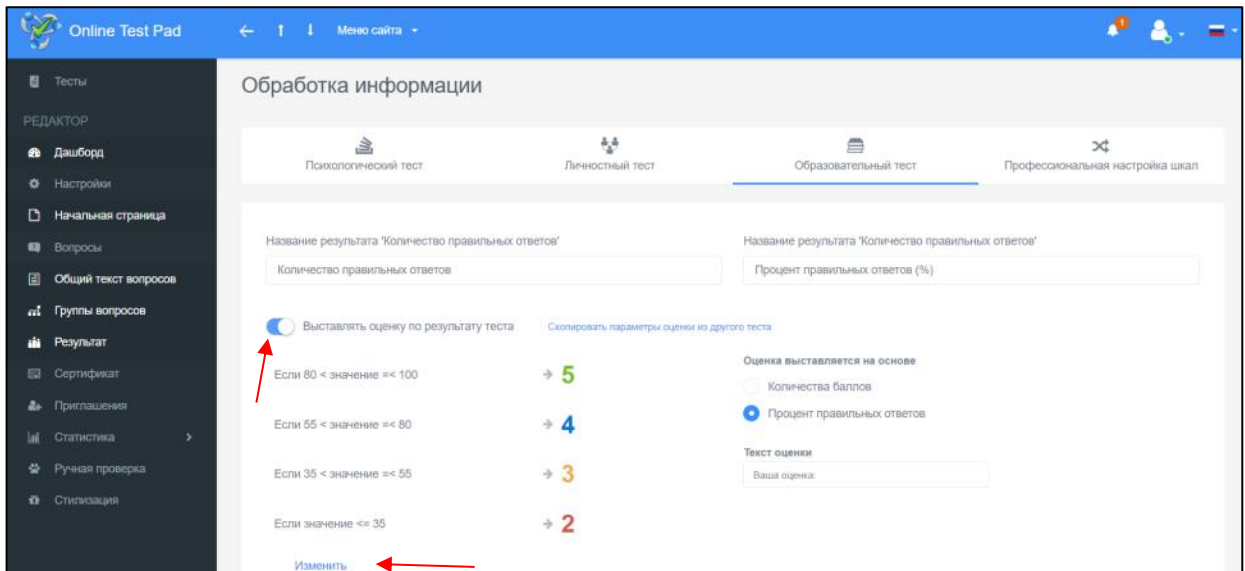 Online Test Pad
Меню сайта
1
Тесты
РЕДАКТОР
Дашборд
Настройки
Начальная страница
Вопросы
Общий текст вопросов
Группы вопросов
Результат
Сертификат
Приглашения
Статистика
Ручная проверка
Стилизация
Обработка информации
Психологический тест
Личностный тест
Образовательный тест
Профессиональная настройка шкал
Название результата 'Количество правильных ответов'
Количество правильных ответов
Название результата 'Количество правильных ответов'
Процент правильных ответов (%)
Выставлять оценку по результату теста
Скопировать параметры оценки из другого теста
Если 80 < значение =< 100 → 5
Если 55 < значение =< 80 → 4
Если 35 < значение =< 55 → 3
Если значение <= 35 → 2
Изменить
Оценка выставляется на основе
Количества баллов
Процент правильных ответов
Текст оценки
Ваша оценка: